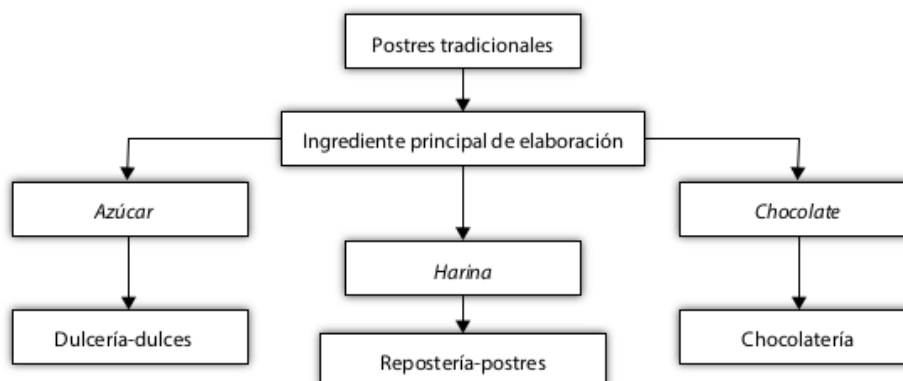 Postres tradicionales
Ingrediente principal de elaboración
Azúcar
Chocolate
Harina
Dulcería-dulces
Chocolatería
Repostería-postres